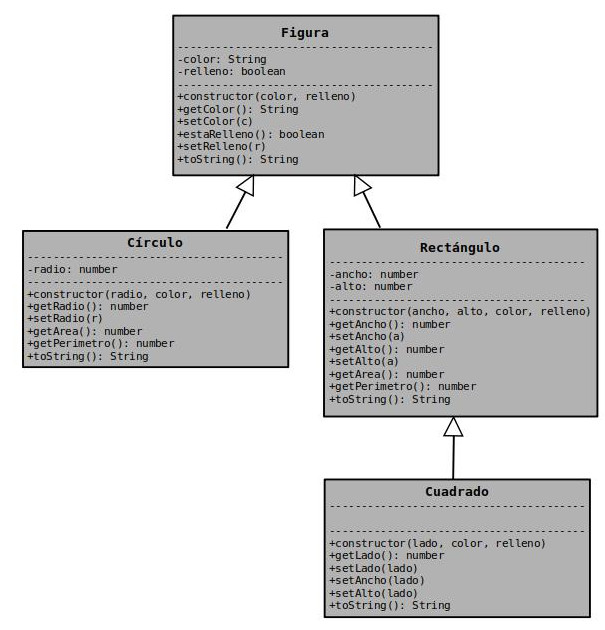 Figura
-color: String
-relleno: boolean
+constructor(color, relleno)
+getColor(): String
+setColor(c)
+estaRelleno(): boolean
+setRelleno(r)
+toString(): String
Círculo
-radio: number
+constructor(radio, color, relleno)
+getRadio(): number
+setRadio(r)
+getArea(): number
+getPerimetro(): number
+toString(): String
Rectángulo
-ancho: number
-alto: number
+constructor(ancho, alto, color, relleno)
+getAncho(): number
+setAncho(a)
+getAlto(): number
+setAlto(a)
+getArea(): number
+getPerimetro(): number
+toString(): String
Cuadrado
+constructor(lado, color, relleno)
+getLado(): number
+setLado(lado)
+setAncho(lado)
+setAlto(lado)
+toString(): String